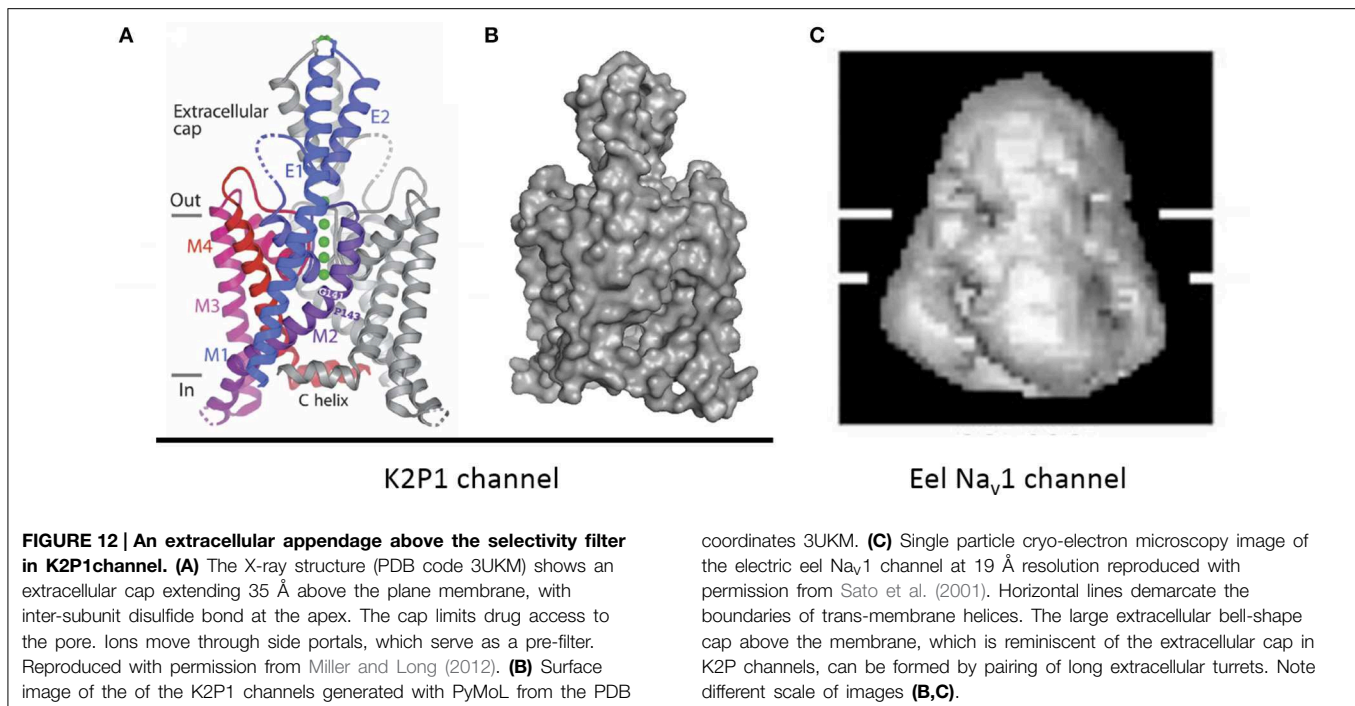 A
B
C
Extracellular
cap
E2
E1
Out
M4
G141
P143
M3
M2
M1
In
C helix
K2P1 channel
Eel Nav1 channel
FIGURE 12 | An extracellular appendage above the selectivity filter
in K2P1channel. (A) The X-ray structure (PDB code 3UKM) shows an
extracellular cap extending 35 Å above the plane membrane, with
inter-subunit disulfide bond at the apex. The cap limits drug access to
the pore. Ions move through side portals, which serve as a pre-filter.
Reproduced with permission from Miller and Long (2012). (B) Surface
image of the of the K2P1 channels generated with PyMoL from the PDB
coordinates 3UKM. (C) Single particle cryo-electron microscopy image of
the electric eel Nav1 channel at 19 Å resolution reproduced with
permission from Sato et al. (2001). Horizontal lines demarcate the
boundaries of trans-membrane helices. The large extracellular bell-shape
cap above the membrane, which is reminiscent of the extracellular cap in
K2P channels, can be formed by pairing of long extracellular turrets. Note
different scale of images (B,C).